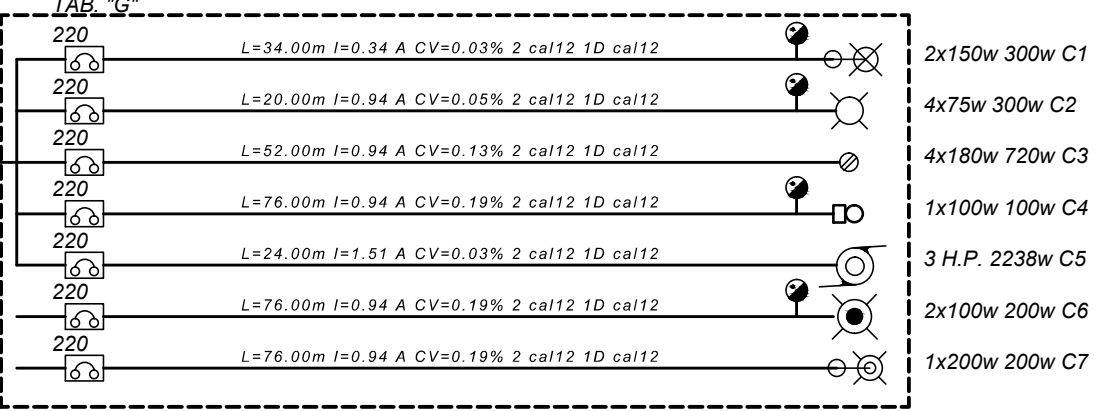 TAB. "G"
220
L=34.00m I=0.34 A CV=0.03% 2 cal12 1D cal12
2x150w 300w C1
220
L=20.00m I=0.94 A CV=0.05% 2 cal12 1D cal12
4x75w 300w C2
220
L=52.00m I=0.94 A CV=0.13% 2 cal12 1D cal12
4x180w 720w C3
220
L=76.00m I=0.94 A CV=0.19% 2 cal12 1D cal12
1x100w 100w C4
220
L=24.00m I=1.51 A CV=0.03% 2 cal12 1D cal12
3 H.P. 2238w C5
220
L=76.00m I=0.94 A CV=0.19% 2 cal12 1D cal12
2x100w 200w C6
220
L=76.00m I=0.94 A CV=0.19% 2 cal12 1D cal12
1x200w 200w C7